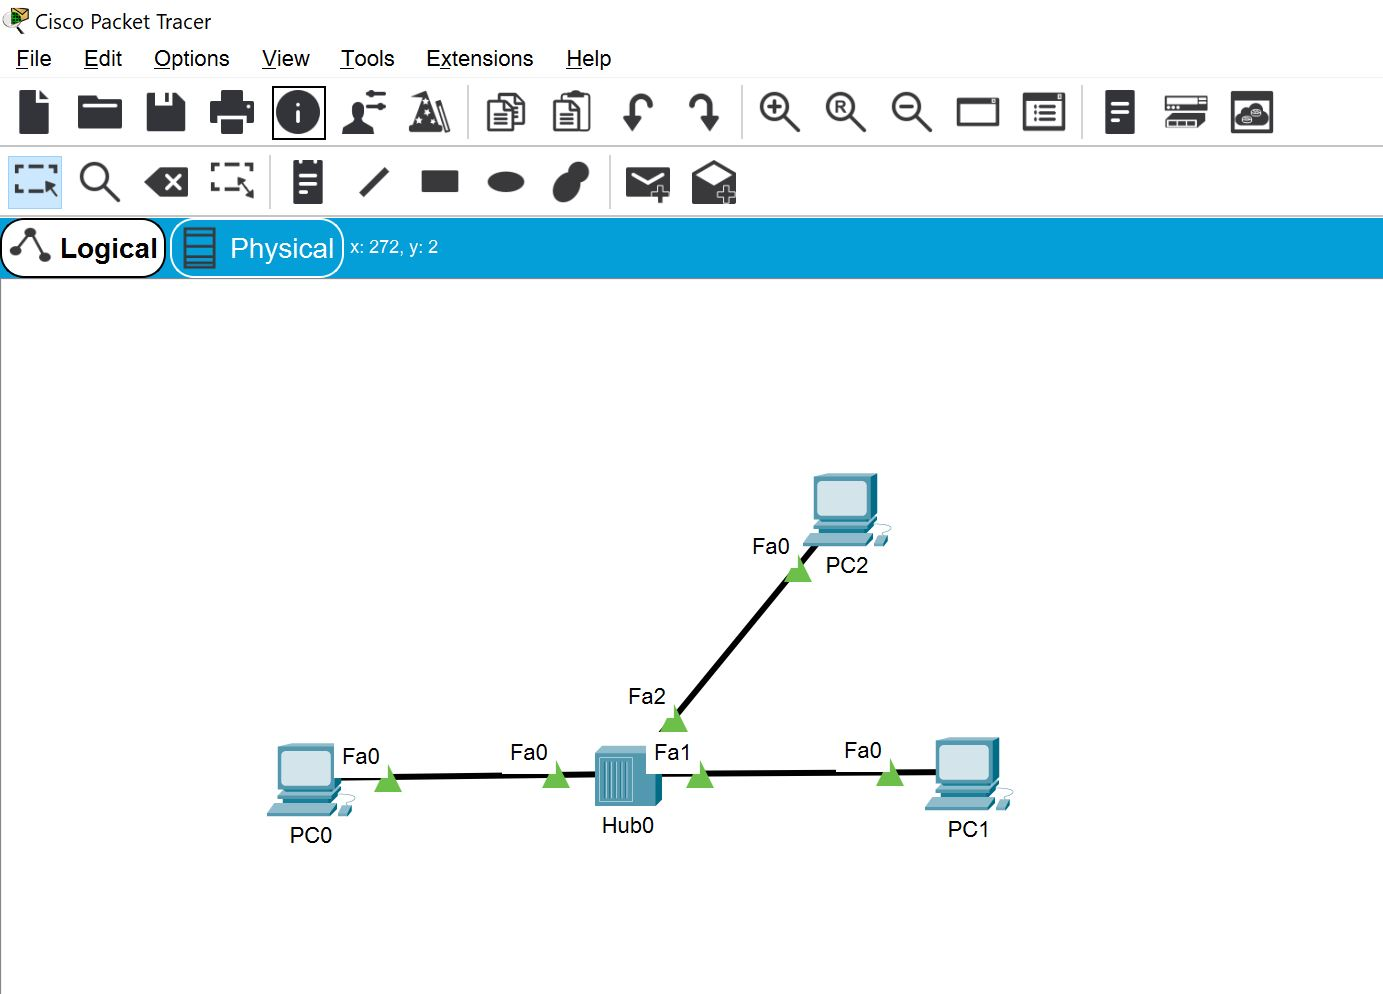 Cisco Packet Tracer
File Edit Options View Tools Extensions Help
R
Logical Physical x: 272, y: 2
Fa0
PC2
Fa2
Fa0 Fa0 Fa1 Fa0
PC0 Hub0 PC1